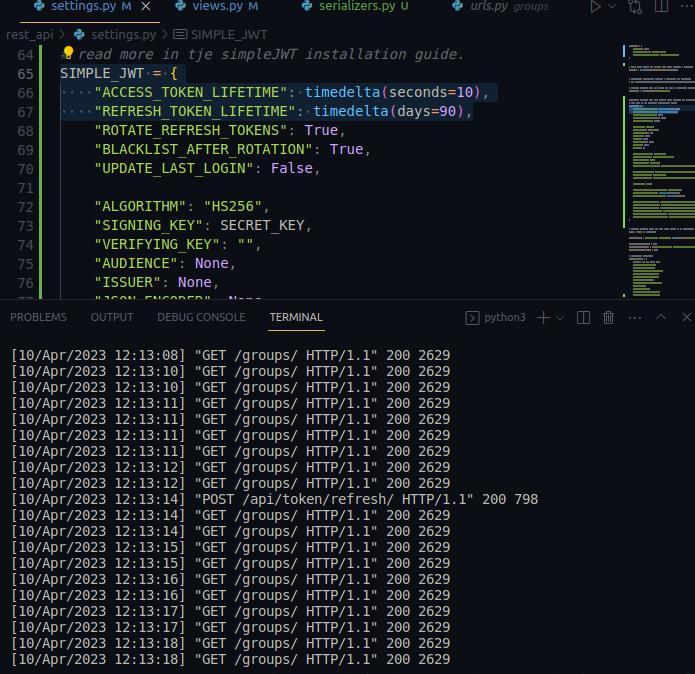 settings.py M × views.py M serializers.py U urls.py groups
rest_api > settings.py > SIMPLE_JWT
64 # read more in tje simpleJWT installation guide.
65 SIMPLE_JWT = {
66 "ACCESS_TOKEN_LIFETIME": timedelta(seconds=10),
67 "REFRESH_TOKEN_LIFETIME": timedelta(days=90),
68 "ROTATE_REFRESH_TOKENS": True,
69 "BLACKLIST_AFTER_ROTATION": True,
70 "UPDATE_LAST_LOGIN": False,
71
72 "ALGORITHM": "HS256",
73 "SIGNING_KEY": SECRET_KEY,
74 "VERIFYING_KEY": "",
75 "AUDIENCE": None,
76 "ISSUER": None,
77 "JSON_ENCODER": None,
PROBLEMS OUTPUT DEBUG CONSOLE TERMINAL python3
[10/Apr/2023 12:13:08] "GET /groups/ HTTP/1.1" 200 2629
[10/Apr/2023 12:13:10] "GET /groups/ HTTP/1.1" 200 2629
[10/Apr/2023 12:13:10] "GET /groups/ HTTP/1.1" 200 2629
[10/Apr/2023 12:13:11] "GET /groups/ HTTP/1.1" 200 2629
[10/Apr/2023 12:13:11] "GET /groups/ HTTP/1.1" 200 2629
[10/Apr/2023 12:13:11] "GET /groups/ HTTP/1.1" 200 2629
[10/Apr/2023 12:13:11] "GET /groups/ HTTP/1.1" 200 2629
[10/Apr/2023 12:13:12] "GET /groups/ HTTP/1.1" 200 2629
[10/Apr/2023 12:13:12] "GET /groups/ HTTP/1.1" 200 2629
[10/Apr/2023 12:13:14] "POST /api/token/refresh/ HTTP/1.1" 200 798
[10/Apr/2023 12:13:14] "GET /groups/ HTTP/1.1" 200 2629
[10/Apr/2023 12:13:14] "GET /groups/ HTTP/1.1" 200 2629
[10/Apr/2023 12:13:15] "GET /groups/ HTTP/1.1" 200 2629
[10/Apr/2023 12:13:15] "GET /groups/ HTTP/1.1" 200 2629
[10/Apr/2023 12:13:16] "GET /groups/ HTTP/1.1" 200 2629
[10/Apr/2023 12:13:16] "GET /groups/ HTTP/1.1" 200 2629
[10/Apr/2023 12:13:17] "GET /groups/ HTTP/1.1" 200 2629
[10/Apr/2023 12:13:17] "GET /groups/ HTTP/1.1" 200 2629
[10/Apr/2023 12:13:18] "GET /groups/ HTTP/1.1" 200 2629
[10/Apr/2023 12:13:18] "GET /groups/ HTTP/1.1" 200 2629